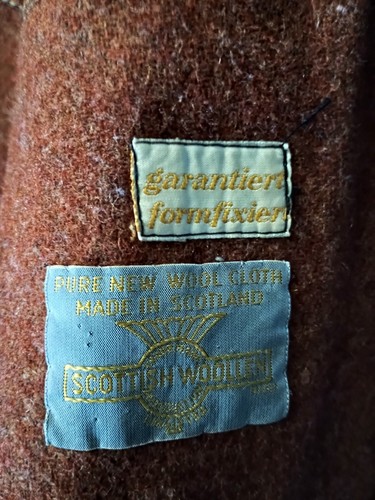 garantiert
formfixiert
PURE NEW WOOL CLOTH
MADE IN SCOTLAND
SCOTTISH WOOLLEN